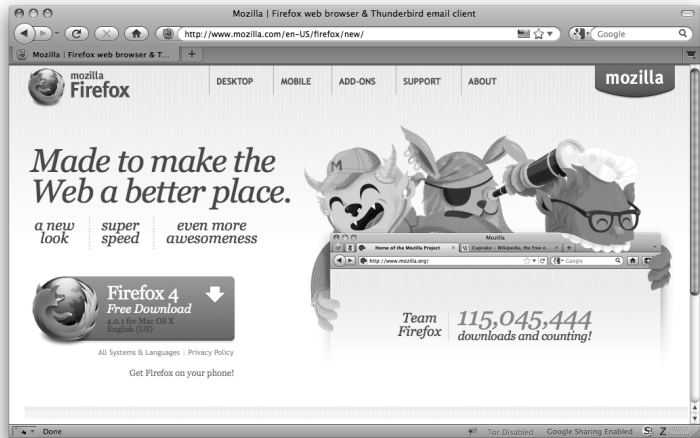 Mozilla | Firefox web browser & Thunderbird email client
http://www.mozilla.com/en-US/firefox/new/
Google
Mozilla | Firefox web browser & T...
mozilla
Firefox
DESKTOP
MOBILE
ADD-ONS
SUPPORT
ABOUT
mozilla
Made to make the
Web a better place.
a new
look
super
speed
even more
awesomeness
M
Mozilla
Home of the Mozilla Project
Cupcake - Wikipedia, the free e...
http://www.mozilla.org/
Google
Firefox 4
Free Download
4.0.1 for Mac OS X
English (US)
Team
Firefox
115,045,444
downloads and counting!
All Systems & Languages | Privacy Policy
Get Firefox on your phone!
Done
Tor Disabled
Google Sharing Enabled
S
Z